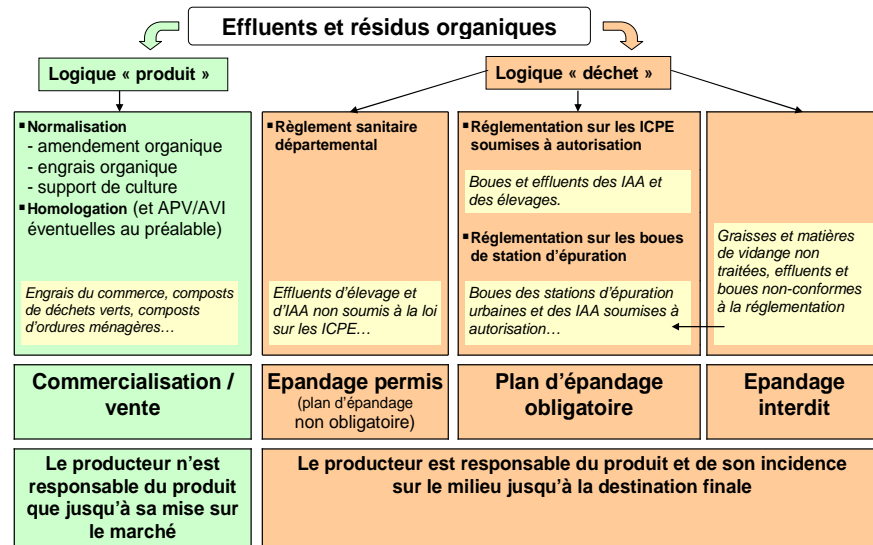 Effluents et résidus organiques
Logique « produit »
Logique « déchet »
▪Normalisation
- amendement organique
- engrais organique
- support de culture
▪Homologation (et APV/AVI
éventuelles au préalable)
Engrais du commerce, composts
de déchets verts, composts
d'ordures ménagères…
▪Règlement sanitaire
départemental
Effluents d'élevage et
d'IAA non soumis à la loi
sur les ICPE…
▪Réglementation sur les ICPE
soumises à autorisation
Boues et effluents des IAA et
des élevages.
▪Réglementation sur les boues
de station d'épuration
Boues des stations d'épuration
urbaines et des IAA soumises à
autorisation…
Graisses et matières
de vidange non
traitées, effluents et
boues non-conformes
à la réglementation
Commercialisation /
vente
Epandage permis
(plan d'épandage
non obligatoire)
Plan d'épandage
obligatoire
Epandage
interdit
Le producteur n'est
responsable du produit
que jusqu'à sa mise sur
le marché
Le producteur est responsable du produit et de son incidence
sur le milieu jusqu'à la destination finale